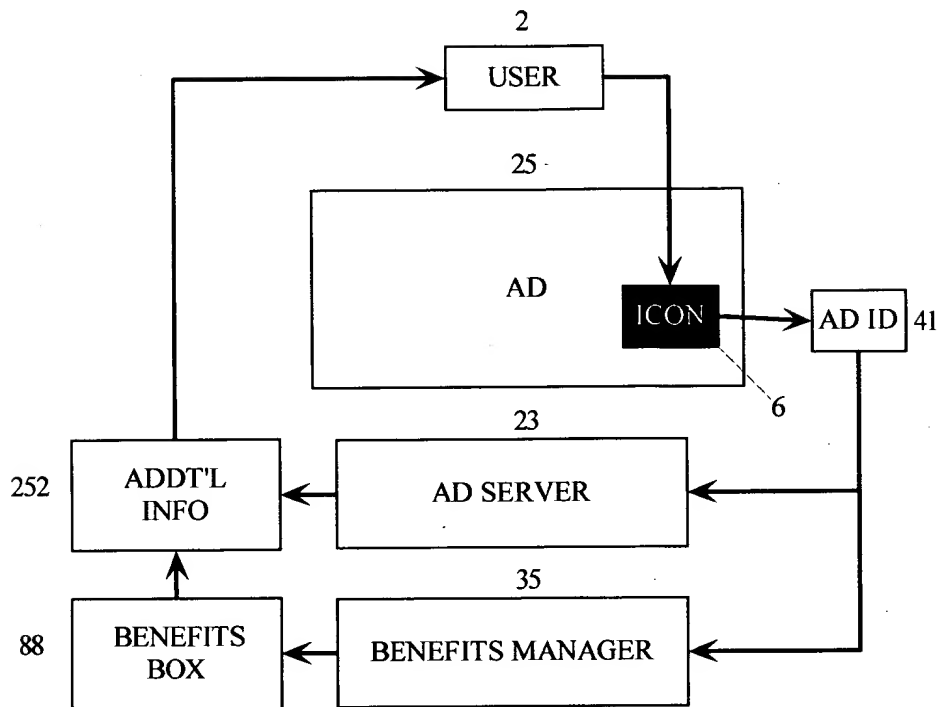 2
USER
25
AD
ICON
AD ID
41
6
23
252
ADDT'L
INFO
AD SERVER
35
88
BENEFITS
BOX
BENEFITS MANAGER